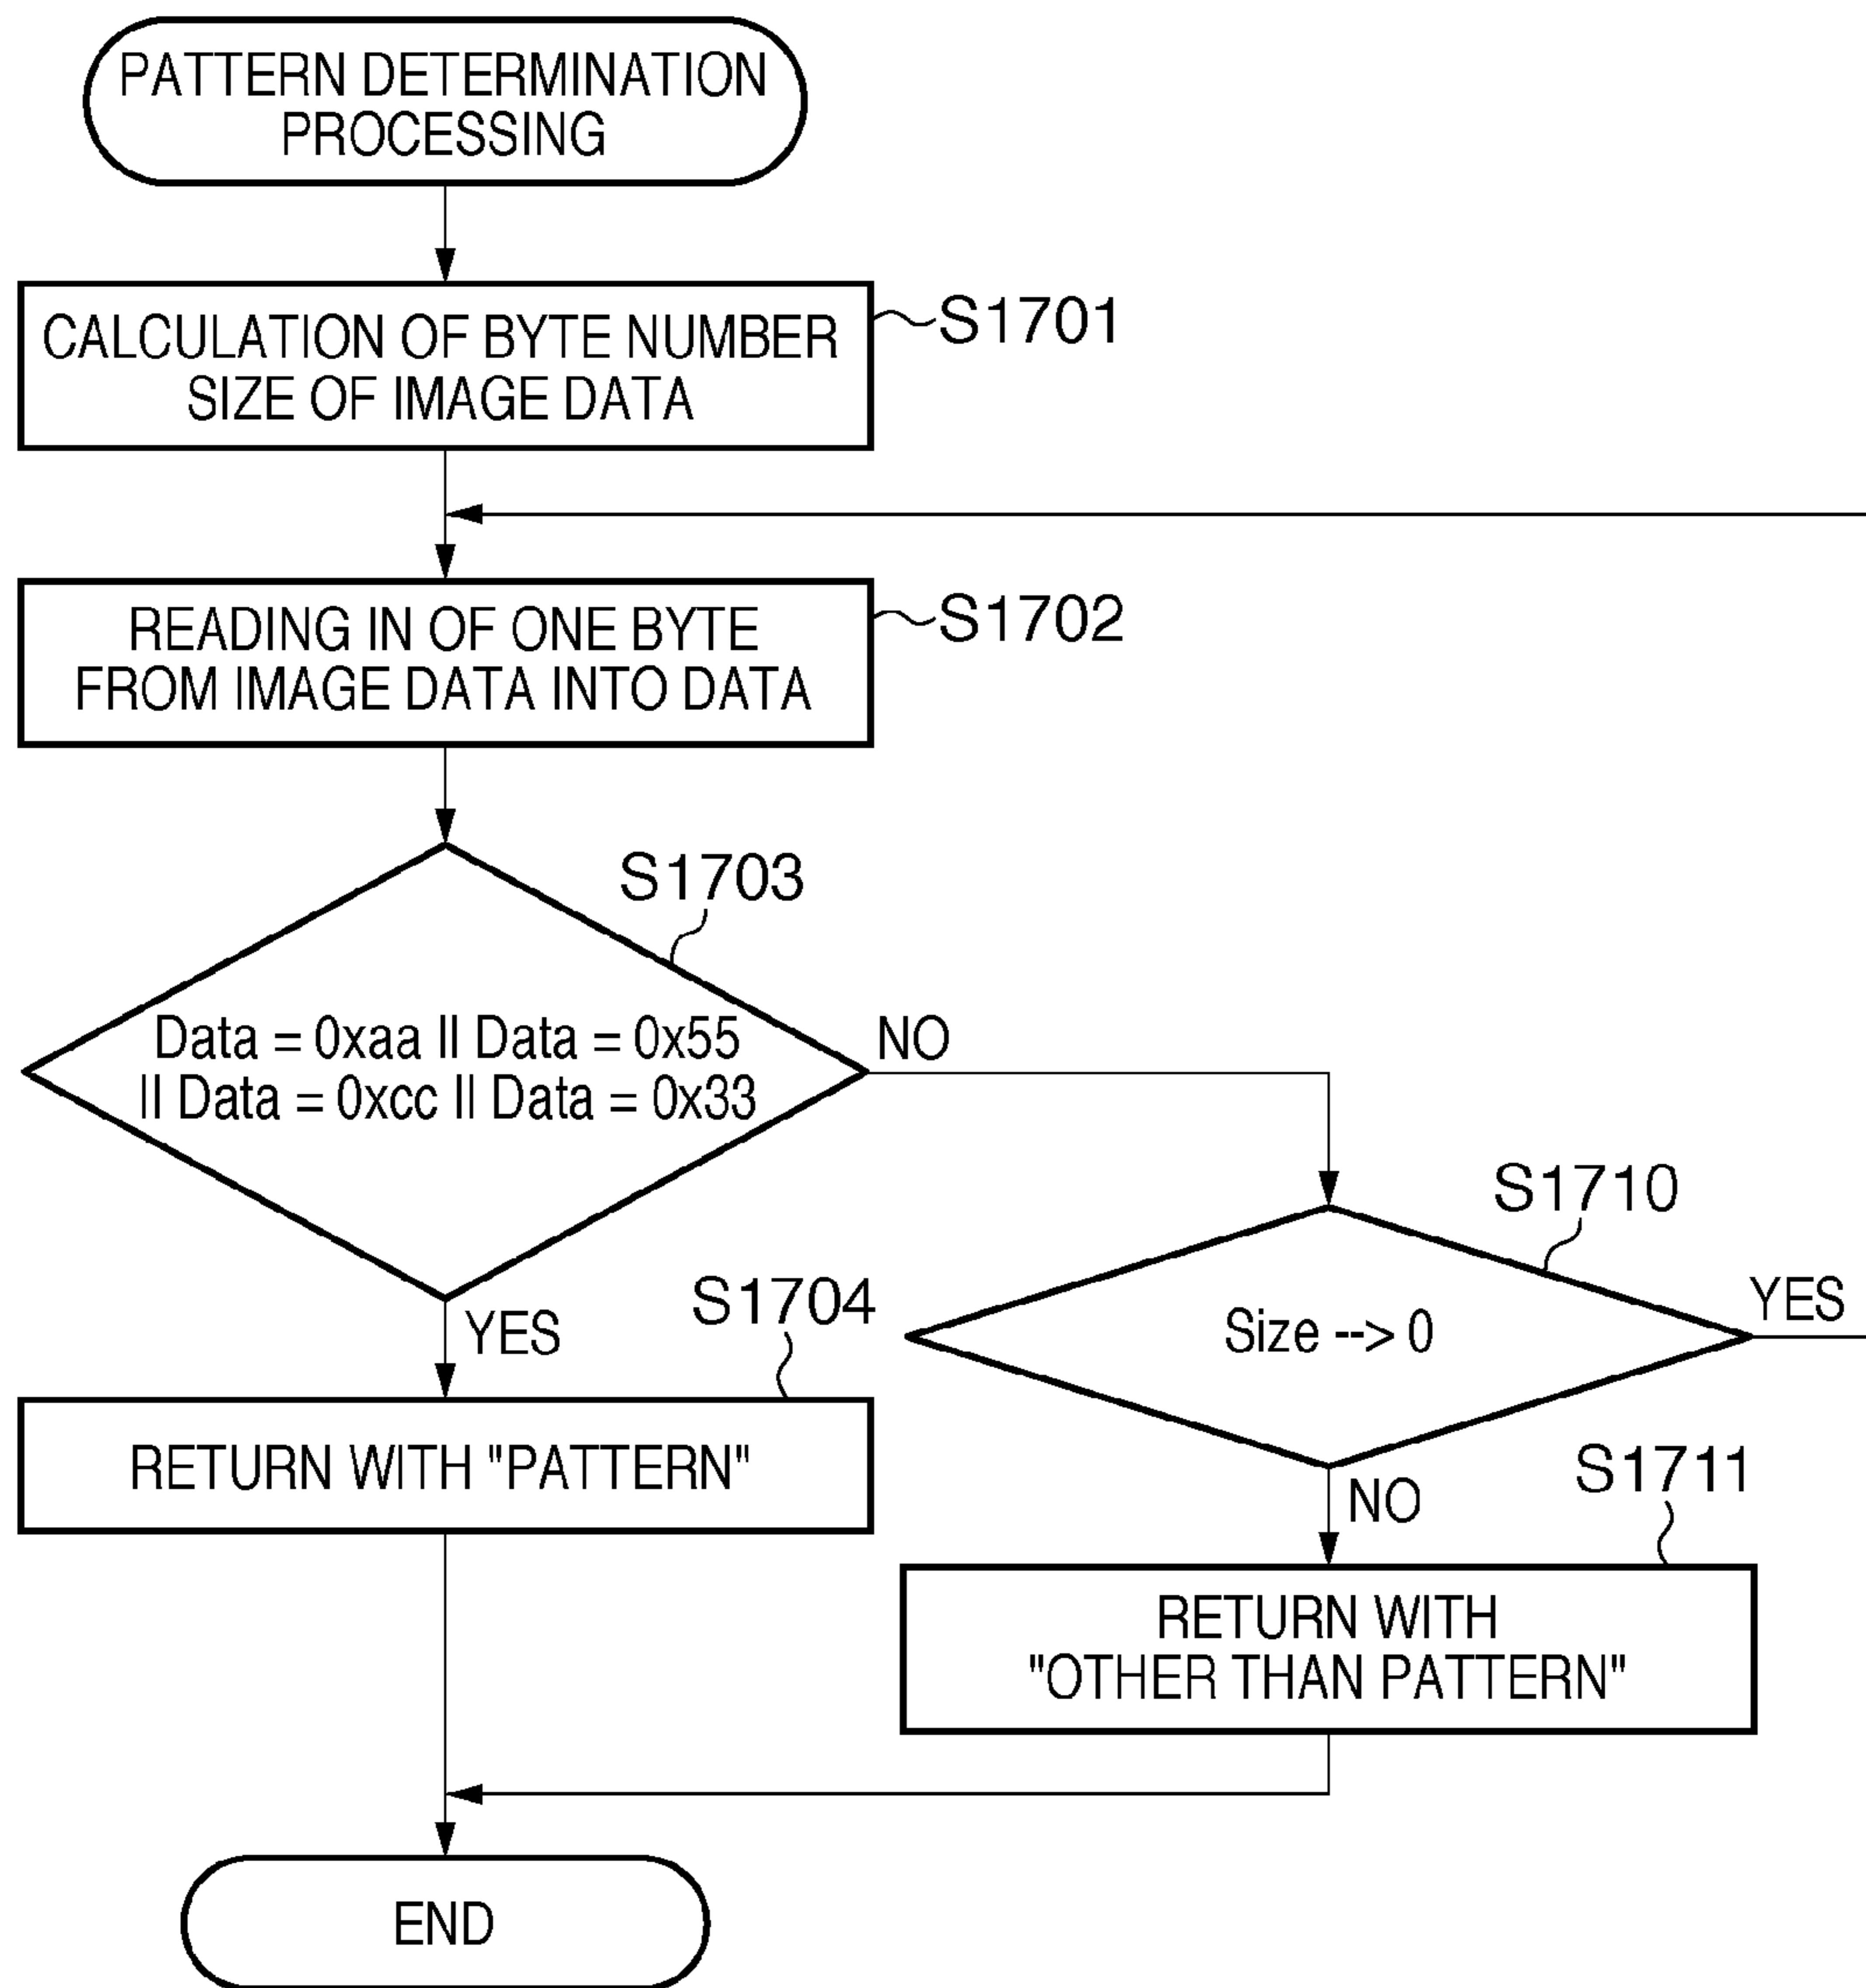 PATTERN DETERMINATION
PROCESSING
CALCULATION OF BYTE NUMBER
SIZE OF IMAGE DATA
S1701
READING IN OF ONE BYTE
FROM IMAGE DATA INTO DATA
S1702
S1703
Data = 0xaa || Data = 0x55
|| Data = 0xcc || Data = 0x33
NO
YES
S1704
RETURN WITH "PATTERN"
S1710
Size --> 0
YES
NO
S1711
RETURN WITH
"OTHER THAN PATTERN"
END